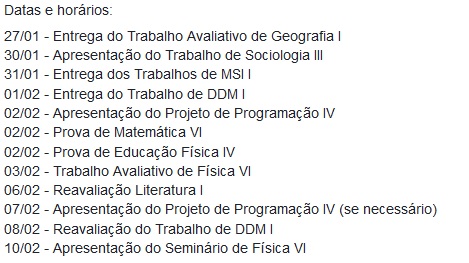 Datas e horários:
27/01 - Entrega do Trabalho Avaliativo de Geografia I
30/01 - Apresentação do Trabalho de Sociologia III
31/01 - Entrega dos Trabalhos de MSI I
01/02 - Entrega do Trabalho de DDM I
02/02 - Apresentação do Projeto de Programação IV
02/02 - Prova de Matemática VI
02/02 - Prova de Educação Física IV
03/02 - Trabalho Avaliativo de Física VI
06/02 - Reavaliação Literatura I
07/02 - Apresentação do Projeto de Programação IV (se necessário)
08/02 - Reavaliação do Trabalho de DDM I
10/02 - Apresentação do Seminário de Física VI